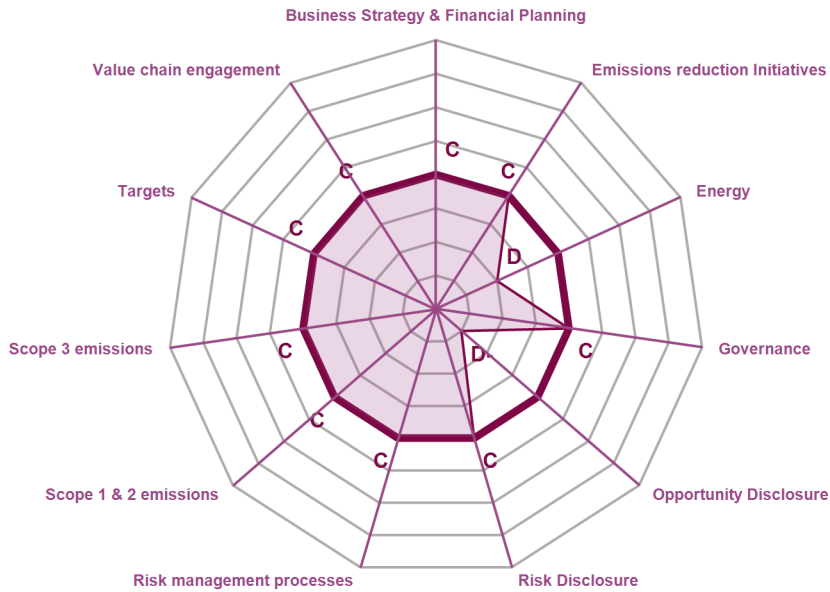 Business Strategy & Financial Planning
Value chain engagement
Emissions reduction Initiatives
C
C
C
Targets
Energy
C
D
Scope 3 emissions
Governance
C
D-
C
C
C
C
Scope 1 & 2 emissions
Opportunity Disclosure
Risk management processes
Risk Disclosure